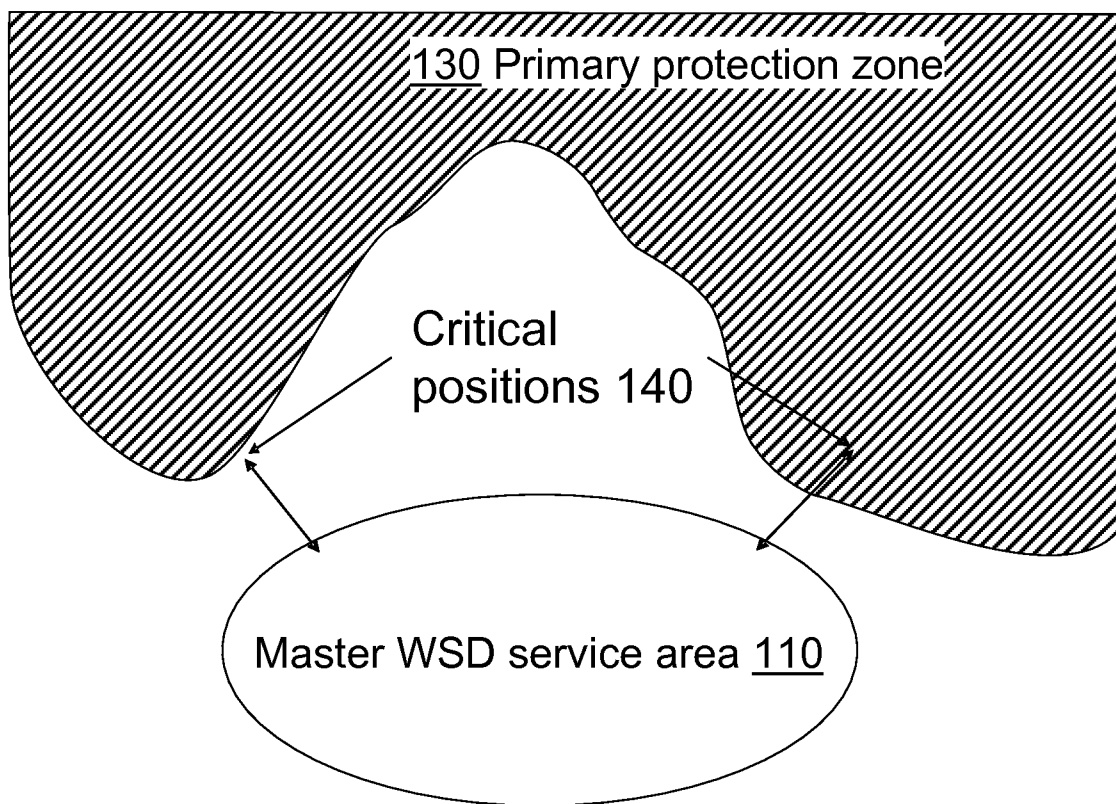 130 Primary protection zone
Critical
positions 140
Master WSD service area 110